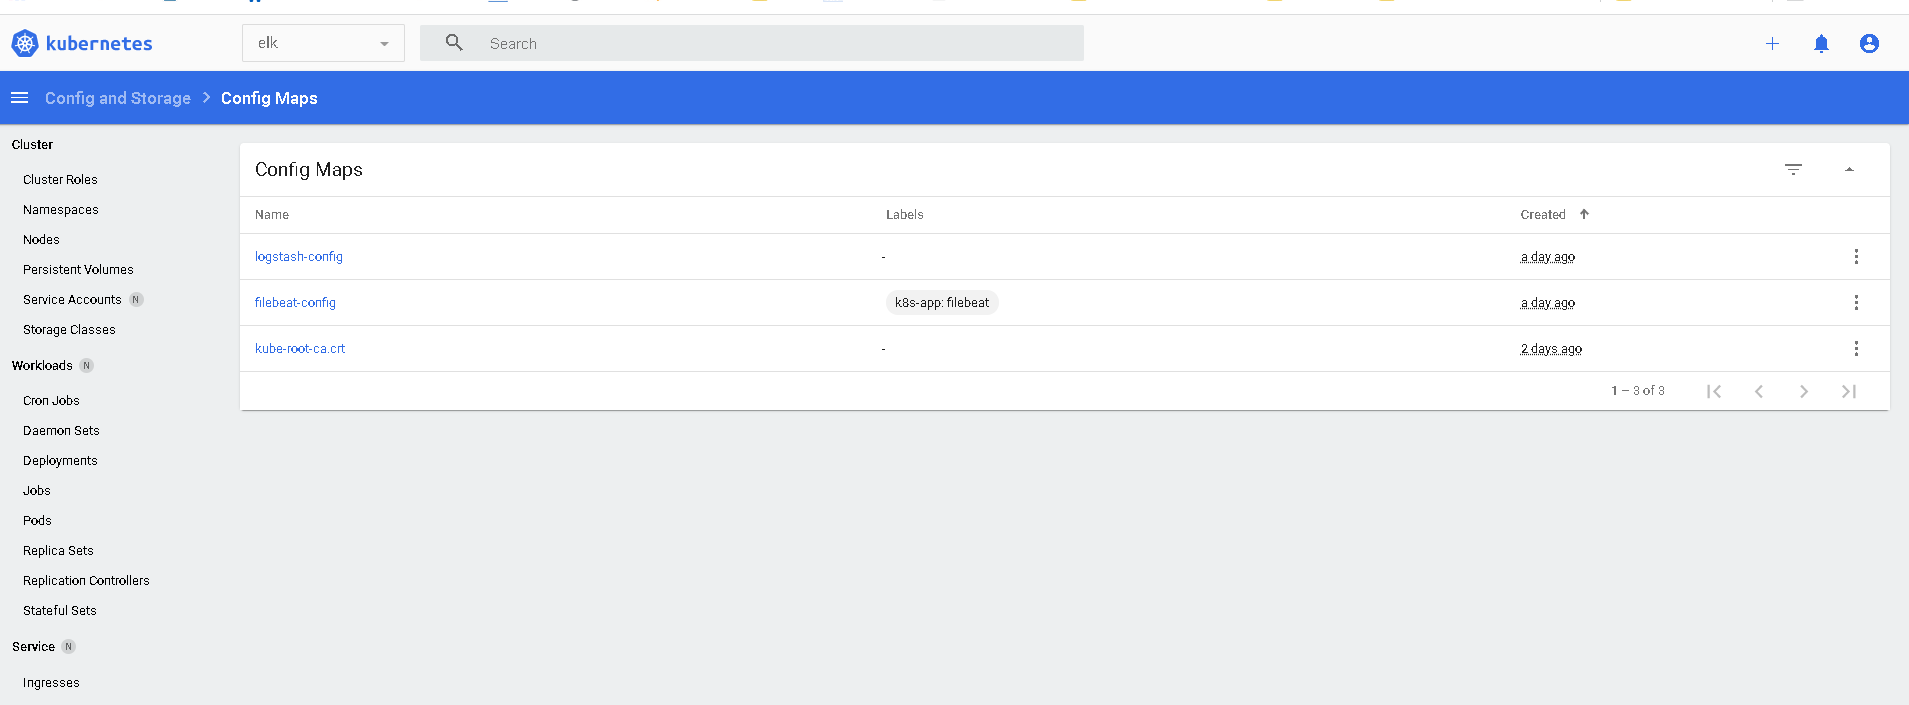 kubernetes
elk
Search
Config and Storage > Config Maps
Cluster
Cluster Roles
Namespaces
Nodes
Persistent Volumes
Service Accounts N
Storage Classes
Workloads N
Cron Jobs
Daemon Sets
Deployments
Jobs
Pods
Replica Sets
Replication Controllers
Stateful Sets
Service N
Ingresses
Config Maps
Name Labels Created
logstash-config - a day ago
filebeat-config k8s-app: filebeat a day ago
kube-root-ca.crt - 2 days ago
1 – 3 of 3